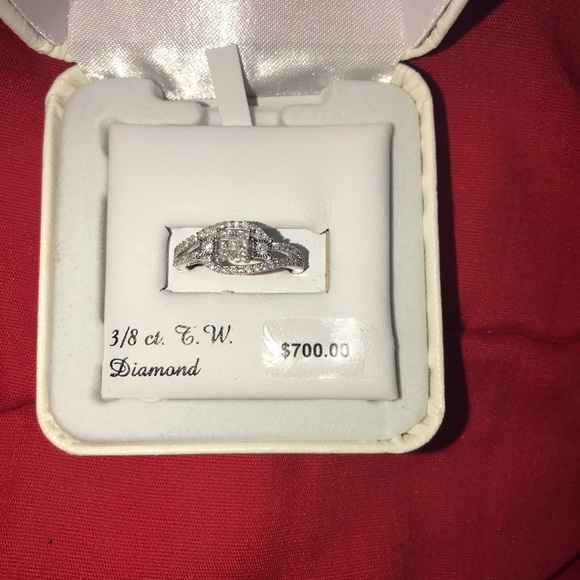 3/8 ct. T.W.
$700.00
Diamond